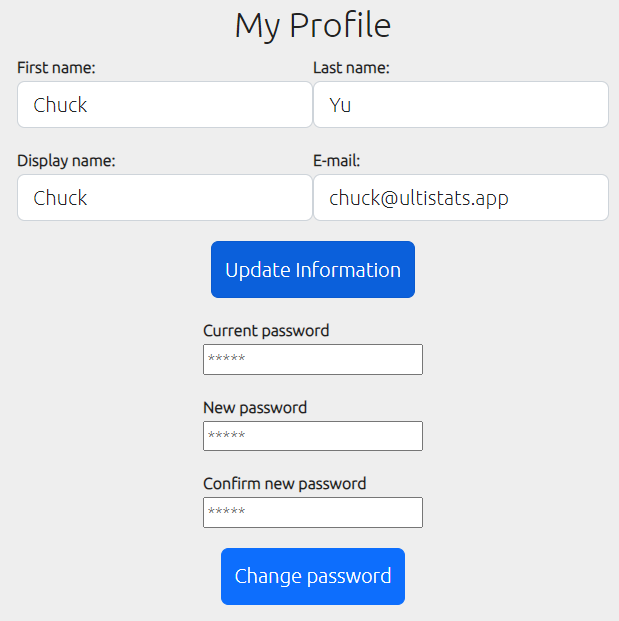 My Profile
First name: Last name:
Chuck Yu
Display name: E-mail:
Chuck chuck@ultistats.app
Update Information
Current password
*****
New password
*****
Confirm new password
*****
Change password